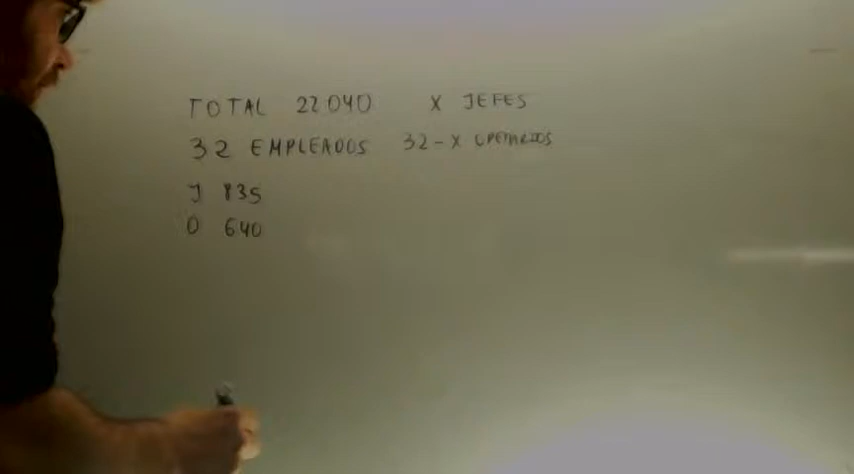 TOTAL 22040 X JEFES
32 EMPLEADOS 32-X OPERARIOS
J 835
O 640